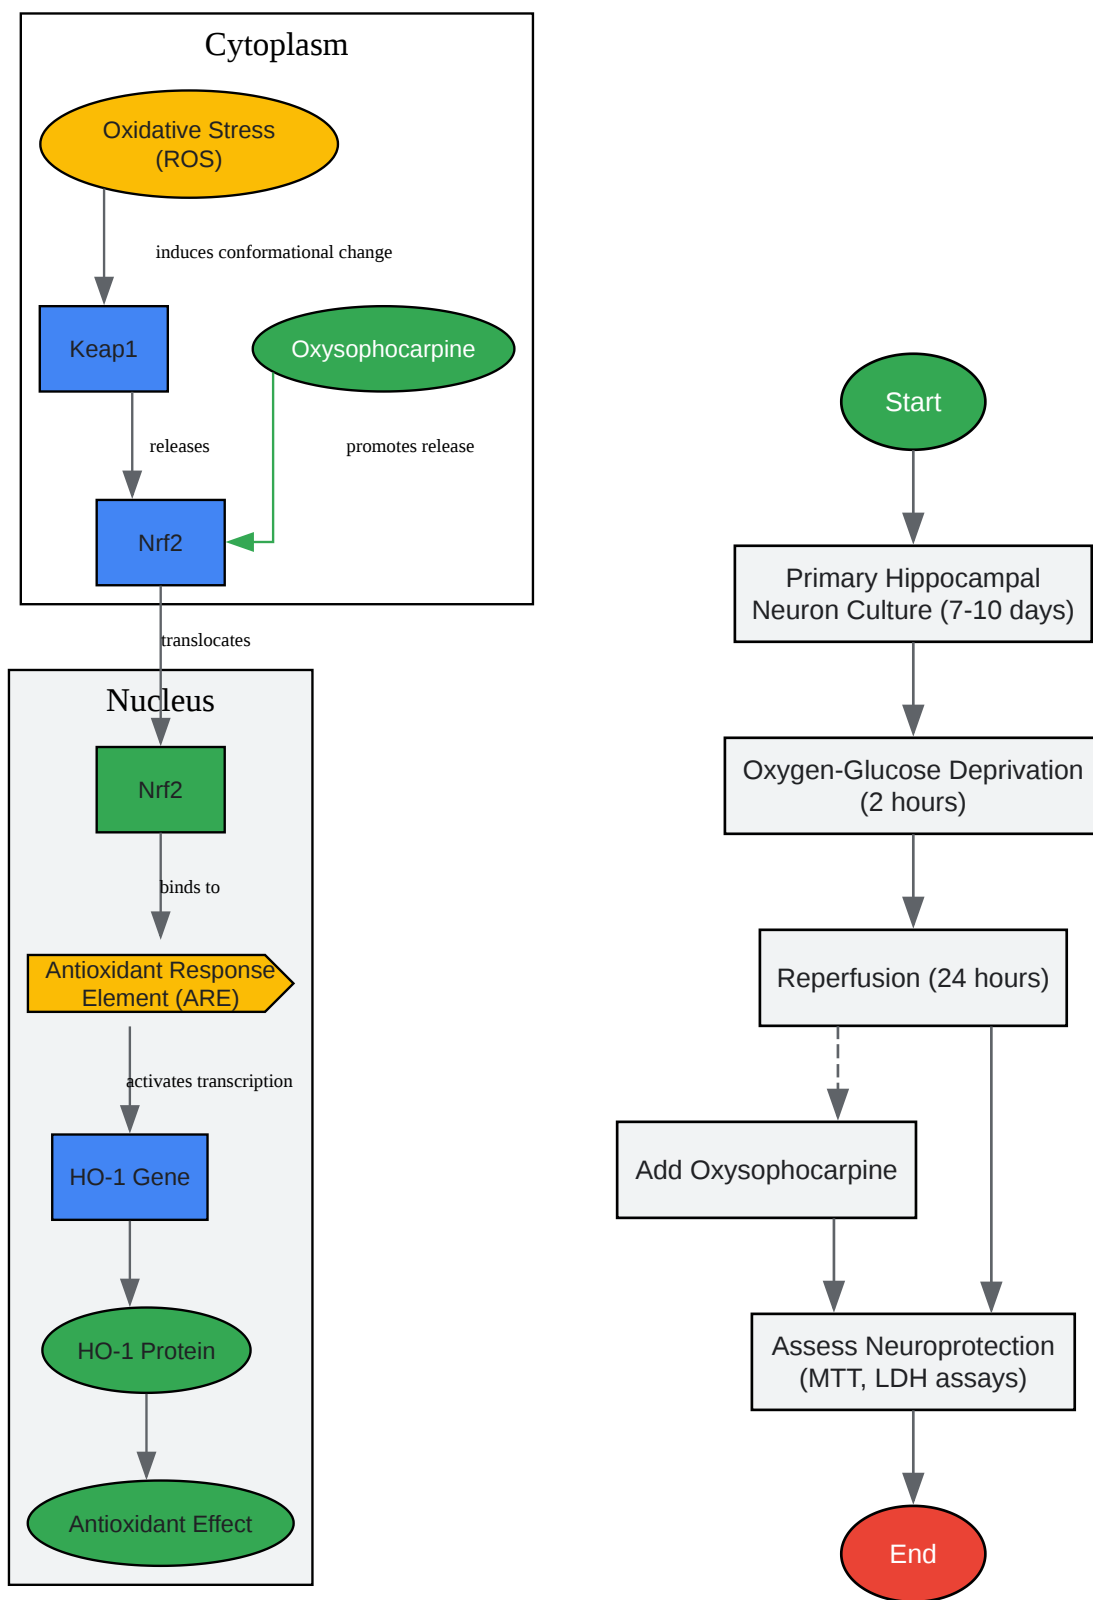 Cytoplasm
Oxidative Stress
(ROS)
induces conformational change
Keap1
Oxysophocarpine
releases
promotes release
Nrf2
translocates
Nucleus
Nrf2
binds to
Antioxidant Response
Element (ARE)
activates transcription
HO-1 Gene
HO-1 Protein
Antioxidant Effect
Start
Primary Hippocampal
Neuron Culture (7-10 days)
Oxygen-Glucose Deprivation
(2 hours)
Reperfusion (24 hours)
Add Oxysophocarpine
Assess Neuroprotection
(MTT, LDH assays)
End